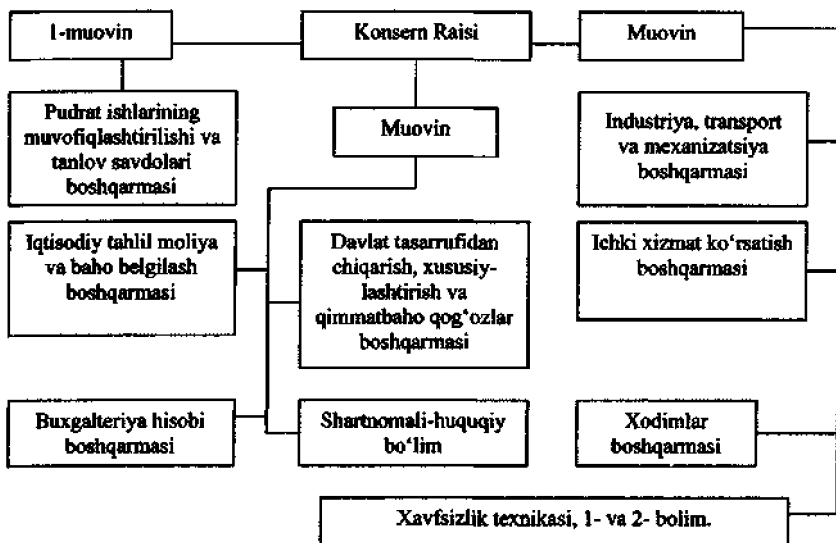 1-muovin
Konsern Raisi
Muovin
Pudrat ishlarining
muvofiqlashtirilishi va
tanlov savdolari
boshqarmasi
Muovin
Industriya, transport
va mexanizatsiya
boshqarmasi
Iqtisodiy tahlil moliya
va baho belgilash
boshqarmasi
Davlat tasarrufidan
chiqarish, xususiy-
lashtirish va
qimmatbaho qog‘ozlar
boshqarmasi
Ichki xizmat ko‘rsatish
boshqarmasi
Buxgalteriya hisobi
boshqarmasi
Shartnomali-huquqiy
bo‘lim
Xodimlar
boshqarmasi
Xavfsizlik texnikasi, 1- va 2- bolim.